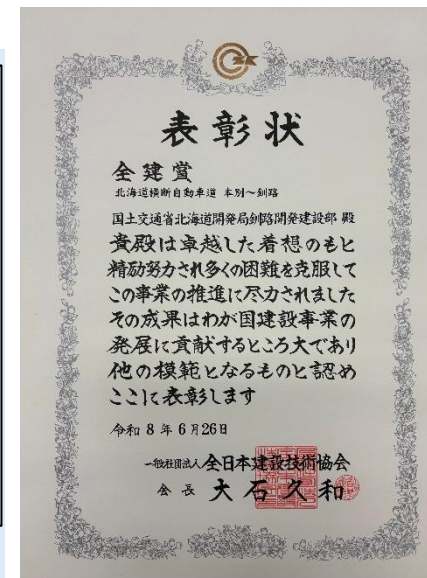 表彰状
全建賞
北海道横断自動車道 本別～釧路
国土交通省北海道開発局釧路開発建設部 殿
貴殿は卓越した着想のもと
精励努力され多くの困難を克服して
この事業の推進に尽力されました
その成果はわが国建設事業の
発展に貢献するところ大であり
他の模範となるものと認め
ここに表彰します
令和8年6月26日
一般社団法人 全日本建設技術協会
会長 大石久和